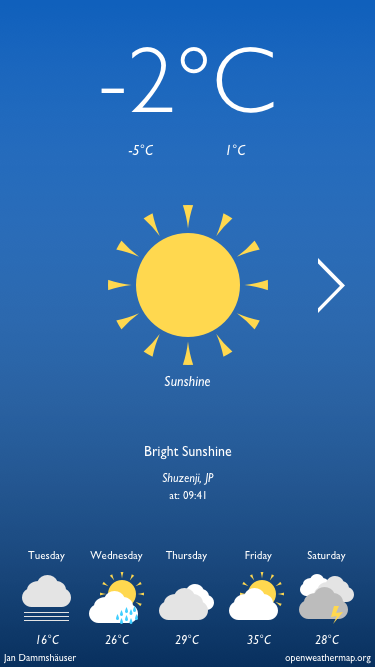 -2°C
-5°C 1°C
Sunshine
Bright Sunshine
Shuzenji, JP
at: 09:41
Tuesday Wednesday Thursday Friday Saturday
16°C 26°C 29°C 35°C 28°C
Jan Dammshäuser openweathermap.org